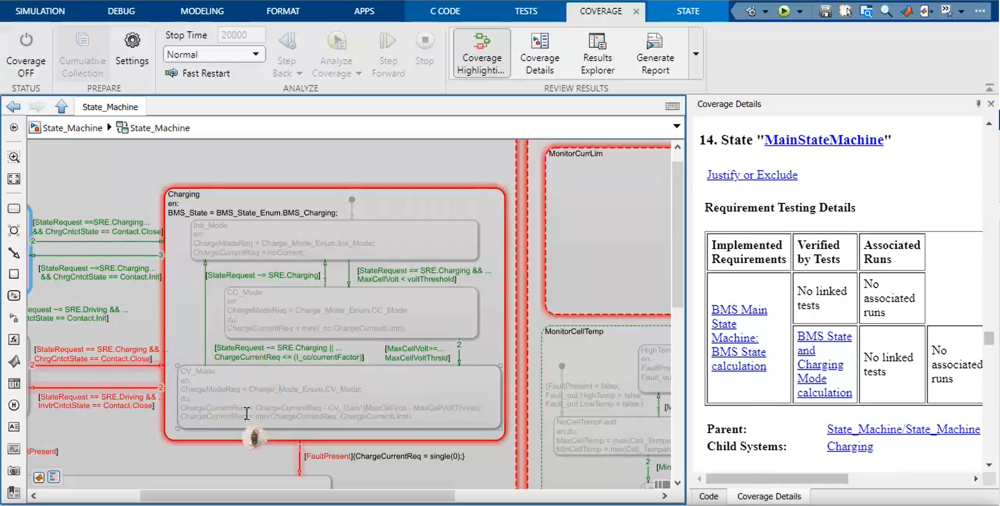 SIMULATION DEBUG MODELING FORMAT APPS C CODE TESTS COVERAGE STATE
Coverage OFF
Cumulative Collection
Settings
Stop Time 20000
Normal
Fast Restart
Step Back
Analyze Coverage
Step Forward
Stop
Coverage Highlighti...
Coverage Details
Results Explorer
Generate Report
STATUS PREPARE ANALYZE REVIEW RESULTS
State_Machine
State_Machine State_Machine
Charging
en:
BMS_State = BMS_State_Enum.BMS_Charging;
Init_Mode
en:
ChargeModeReq = Charge_Mode_Enum.Init_Mode;
ChargeCurrentReq = noCurrent;
[StateRequest ==SRE.Charging...
&& ChrgCntctState == Contact.Close]
2
3
[StateRequest ~=SRE.Charging...
&& ChrgCntctState == Contact.Init]
[StateRequest ~= SRE.Charging]
1
[StateRequest == SRE.Charging && ...
MaxCellVolt < voltThreshold]
CC_Mode
en:
ChargeModeReq = Charge_Mode_Enum.CC_Mode;
du:
ChargeCurrentReq = min(I_cc,ChargeCurrentLimit);
equest ~= SRE.Driving && ...
tctState == Contact.Init]
[StateRequest == SRE.Charging && ...
ChrgCntctState == Contact.Close]
2
2
[StateRequest ~= SRE.Driving && ...
InvtrCntctState == Contact.Close]
[StateRequest ~= SRE.Charging || ...
ChargeCurrentReq <= (I_cc/currentFactor)]
[MaxCellVolt>=...
MaxCellVoltThrsld]
2
CV_Mode
en:
ChargeModeReq = Charge_Mode_Enum.CV_Mode;
du:
ChargeCurrentReq = ChargeCurrentReq - CV_Gain*(MaxCellVolt - MaxCellVoltThrsld);
ChargeCurrentReq = min(ChargeCurrentReq, ChargeCurrentLimit);
tPresent]
1
[FaultPresent]{ChargeCurrentReq = single(0);}
MonitorCurrLim
MonitorCellTemp
HighTem
en:
FaultPre
Fault_ou
{FaultPresent = false;
Fault_out.HighTemp = false;
Fault_out.LowTemp = false;}
[M
NoCellTempFault
en,du:
MaxCellTemp = max(Cell_Tempe
MinCellTemp = min(Cell_Temper
2
[Min
Coverage Details
14. State "MainStateMachine"
Justify or Exclude
Requirement Testing Details
Implemented Requirements
Verified by Tests
Associated Runs
BMS Main State Machine: BMS State calculation
No linked tests
No associated runs
BMS State and Charging Mode calculation
No linked tests
No associated runs
Parent: State_Machine/State_Machine
Child Systems: Charging
Code Coverage Details